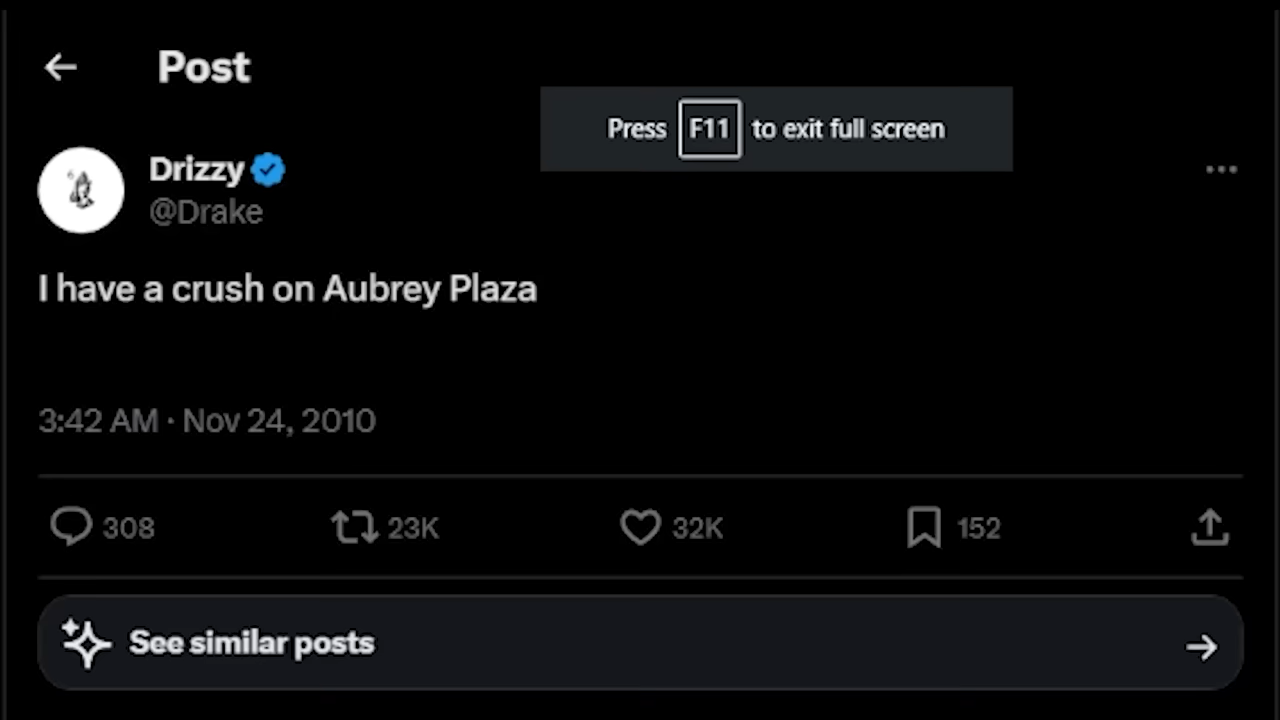 Post
Press F11 to exit full screen
Drizzy
@Drake
I have a crush on Aubrey Plaza
3:42 AM · Nov 24, 2010
308 23K 32K 152
See similar posts